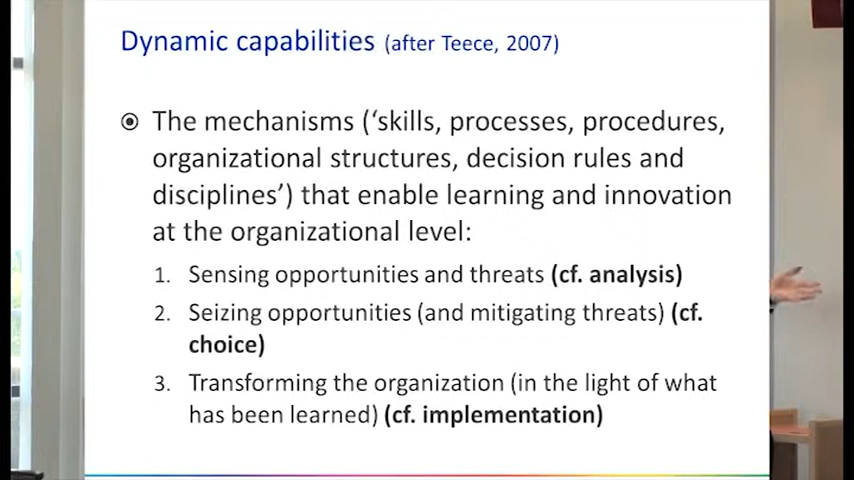 Dynamic capabilities (after Teece, 2007)
The mechanisms (‘skills, processes, procedures,
organizational structures, decision rules and
disciplines’) that enable learning and innovation
at the organizational level:
1. Sensing opportunities and threats (cf. analysis)
2. Seizing opportunities (and mitigating threats) (cf.
choice)
3. Transforming the organization (in the light of what
has been learned) (cf. implementation)